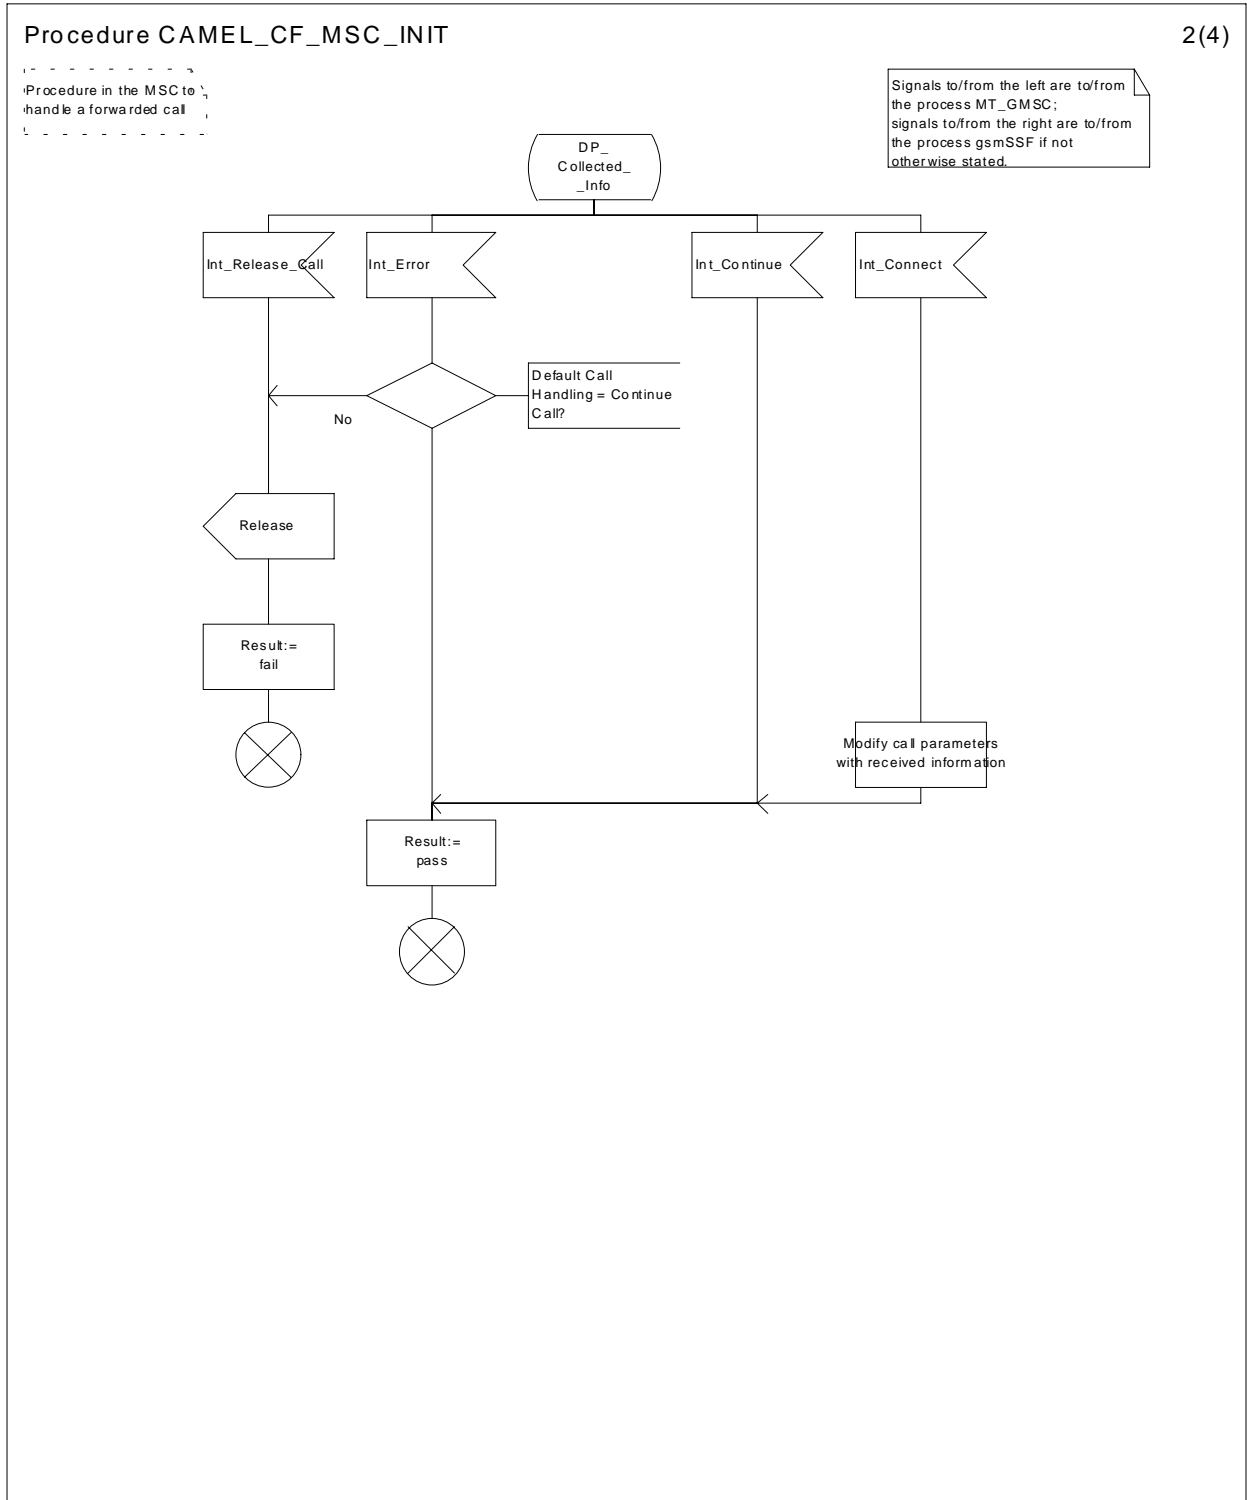 Procedure CAMEL_CF_MSC_INIT
2(4)
Procedure in the MSC to
handle a forwarded call
Signals to/from the left are to/from
the process MT_GMSC;
signals to/from the right are to/from
the process gsmSSF if not
otherwise stated.
DP_
Collected_
_Info
Int_Release_Call
Int_Error
Int_Continue
Int_Connect
Default Call
Handling = Continue
Call?
No
Release
Result:=
fail
Modify call parameters
with received information
Result:=
pass